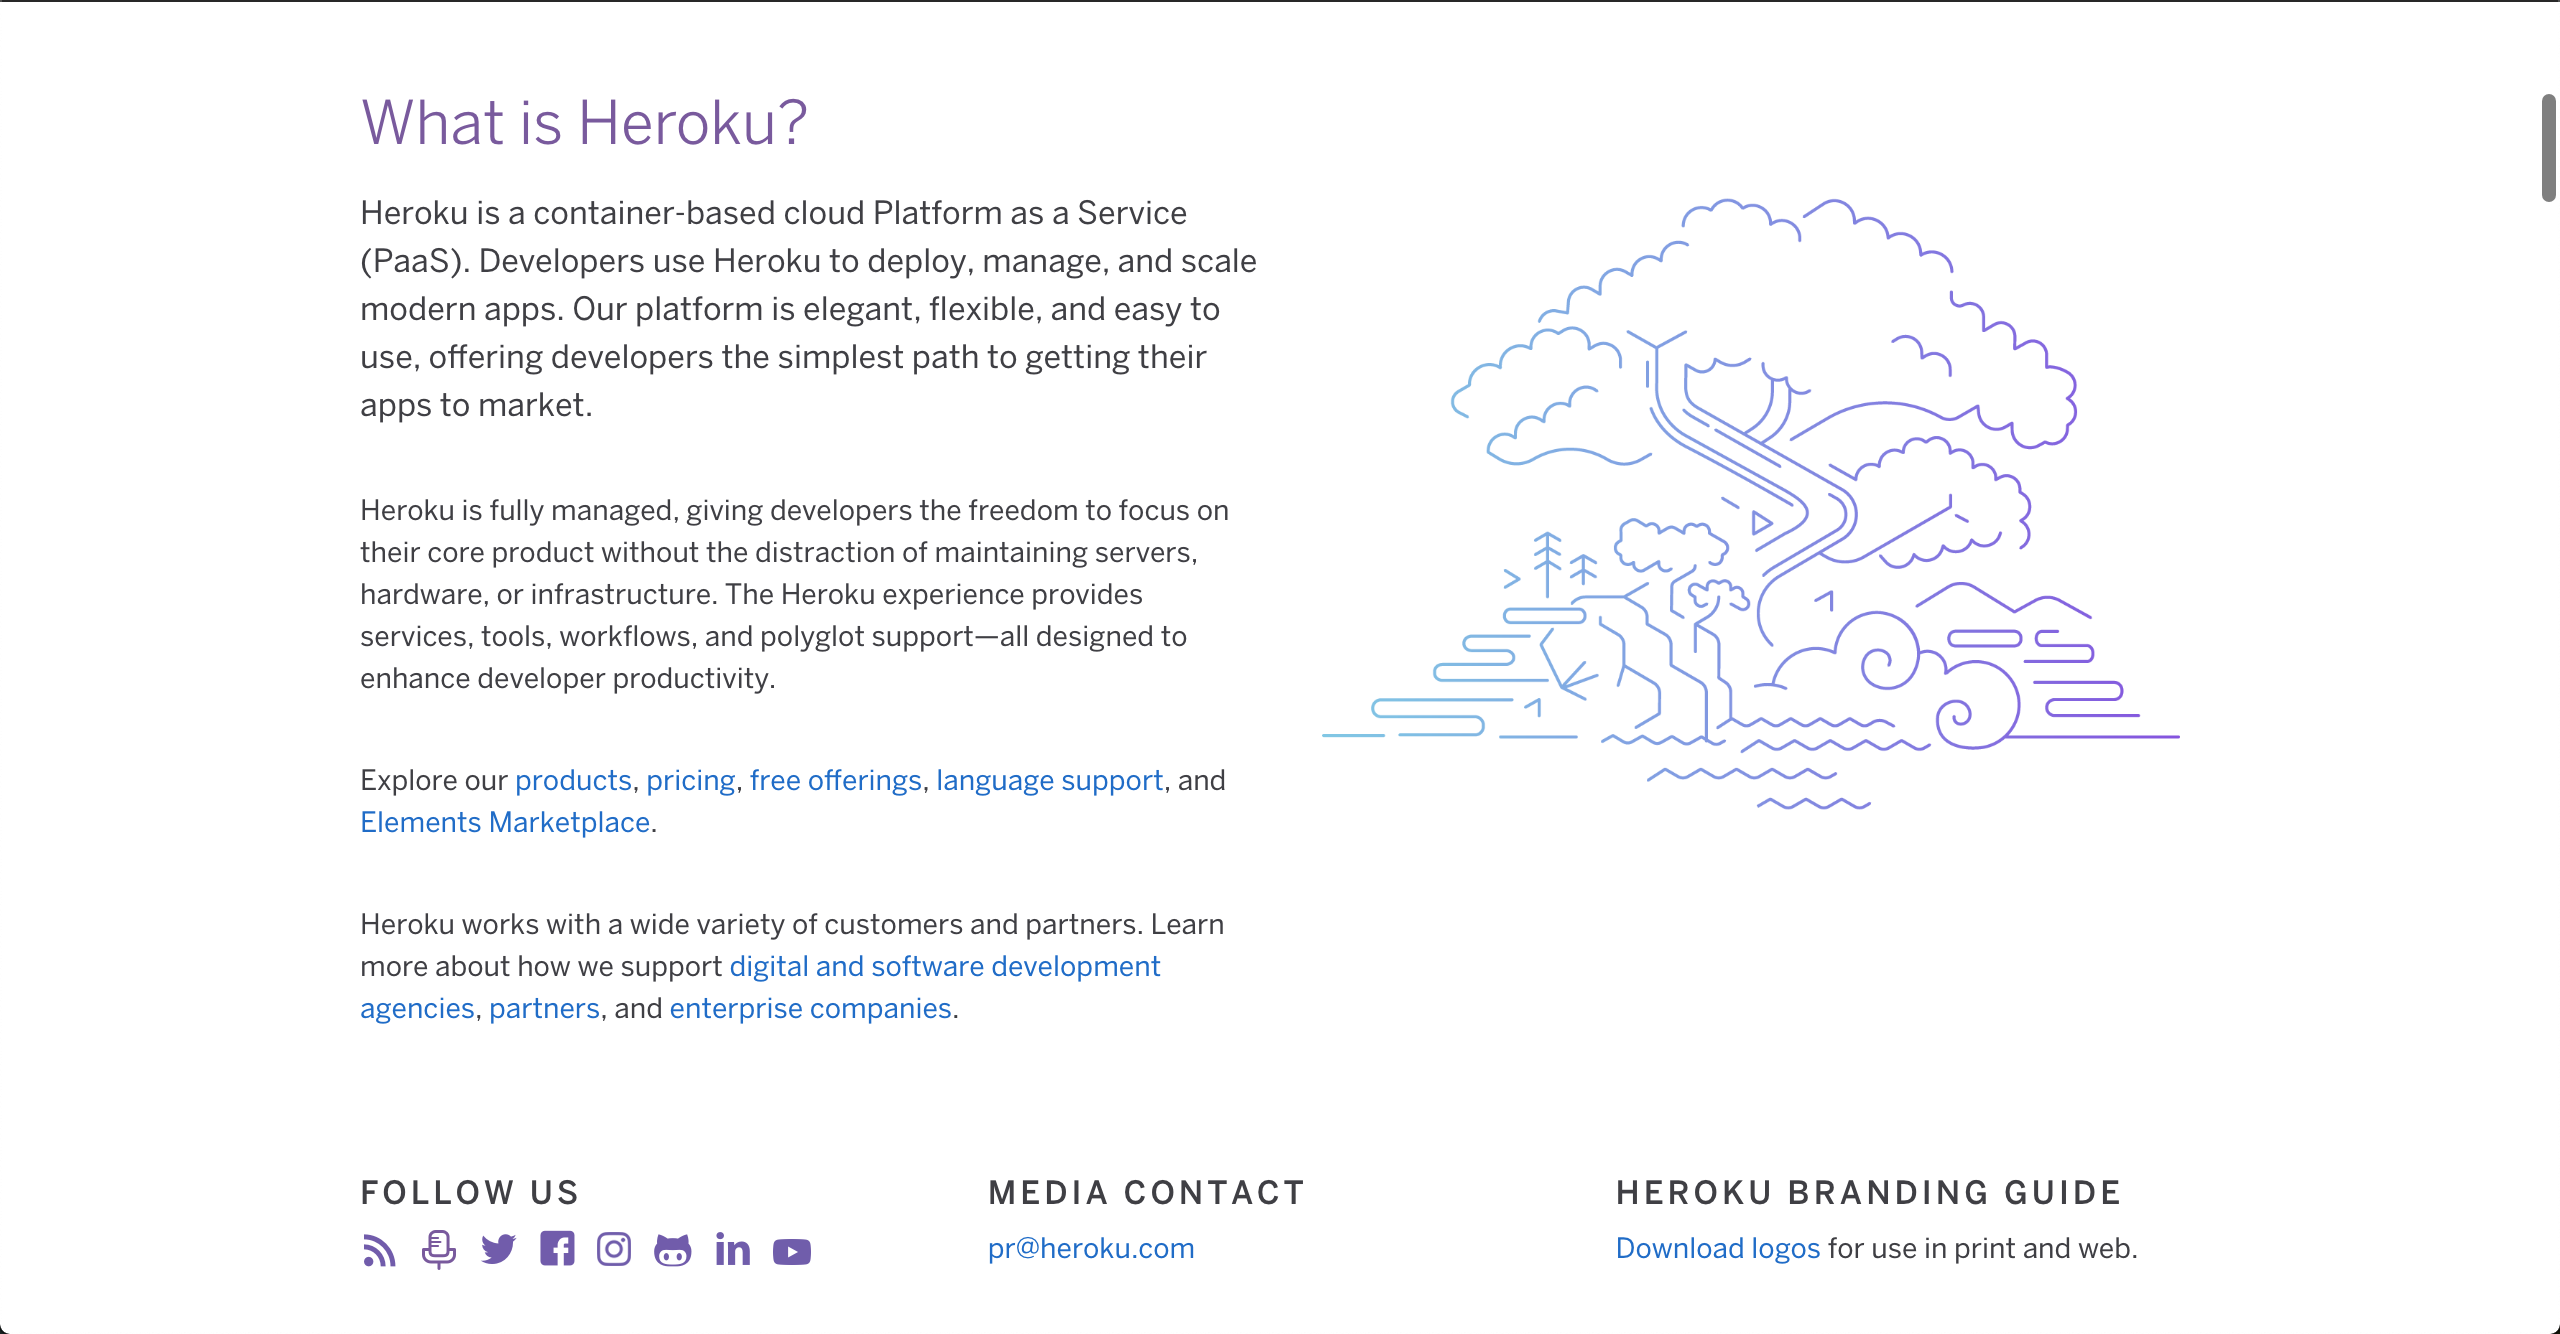 What is Heroku?
Heroku is a container-based cloud Platform as a Service
(PaaS). Developers use Heroku to deploy, manage, and scale
modern apps. Our platform is elegant, flexible, and easy to
use, offering developers the simplest path to getting their
apps to market.
Heroku is fully managed, giving developers the freedom to focus on
their core product without the distraction of maintaining servers,
hardware, or infrastructure. The Heroku experience provides
services, tools, workflows, and polyglot support—all designed to
enhance developer productivity.
Explore our products, pricing, free offerings, language support, and
Elements Marketplace.
Heroku works with a wide variety of customers and partners. Learn
more about how we support digital and software development
agencies, partners, and enterprise companies.
FOLLOW US
MEDIA CONTACT
pr@heroku.com
HEROKU BRANDING GUIDE
Download logos for use in print and web.